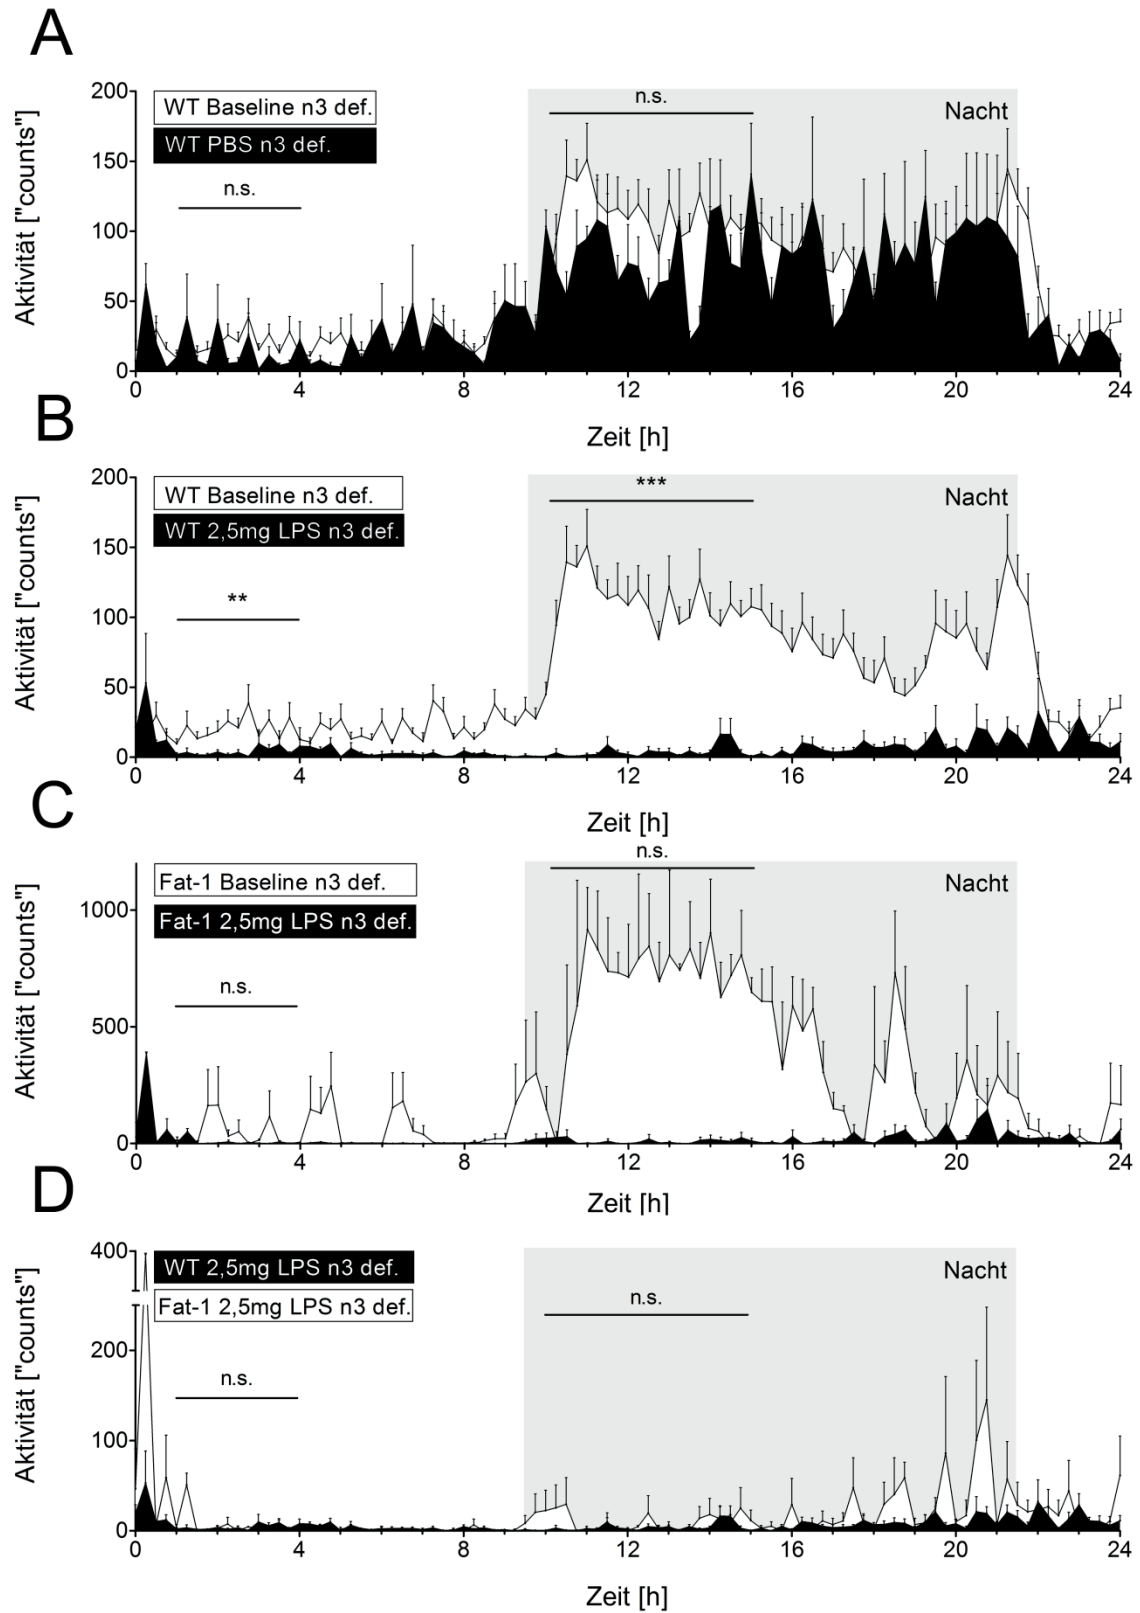 A
Aktivität ["counts"]
200
150
100
50
0
WT Baseline n3 def.
WT PBS n3 def.
n.s.
n.s.
Nacht
0 4 8 12 16 20 24
Zeit [h]
B
Aktivität ["counts"]
200
150
100
50
0
WT Baseline n3 def.
WT 2,5mg LPS n3 def.
**
***
Nacht
0 4 8 12 16 20 24
Zeit [h]
C
Aktivität ["counts"]
1000
500
0
Fat-1 Baseline n3 def.
Fat-1 2,5mg LPS n3 def.
n.s.
n.s.
Nacht
0 4 8 12 16 20 24
Zeit [h]
D
Aktivität ["counts"]
400
200
100
0
WT 2,5mg LPS n3 def.
Fat-1 2,5mg LPS n3 def.
n.s.
n.s.
Nacht
0 4 8 12 16 20 24
Zeit [h]